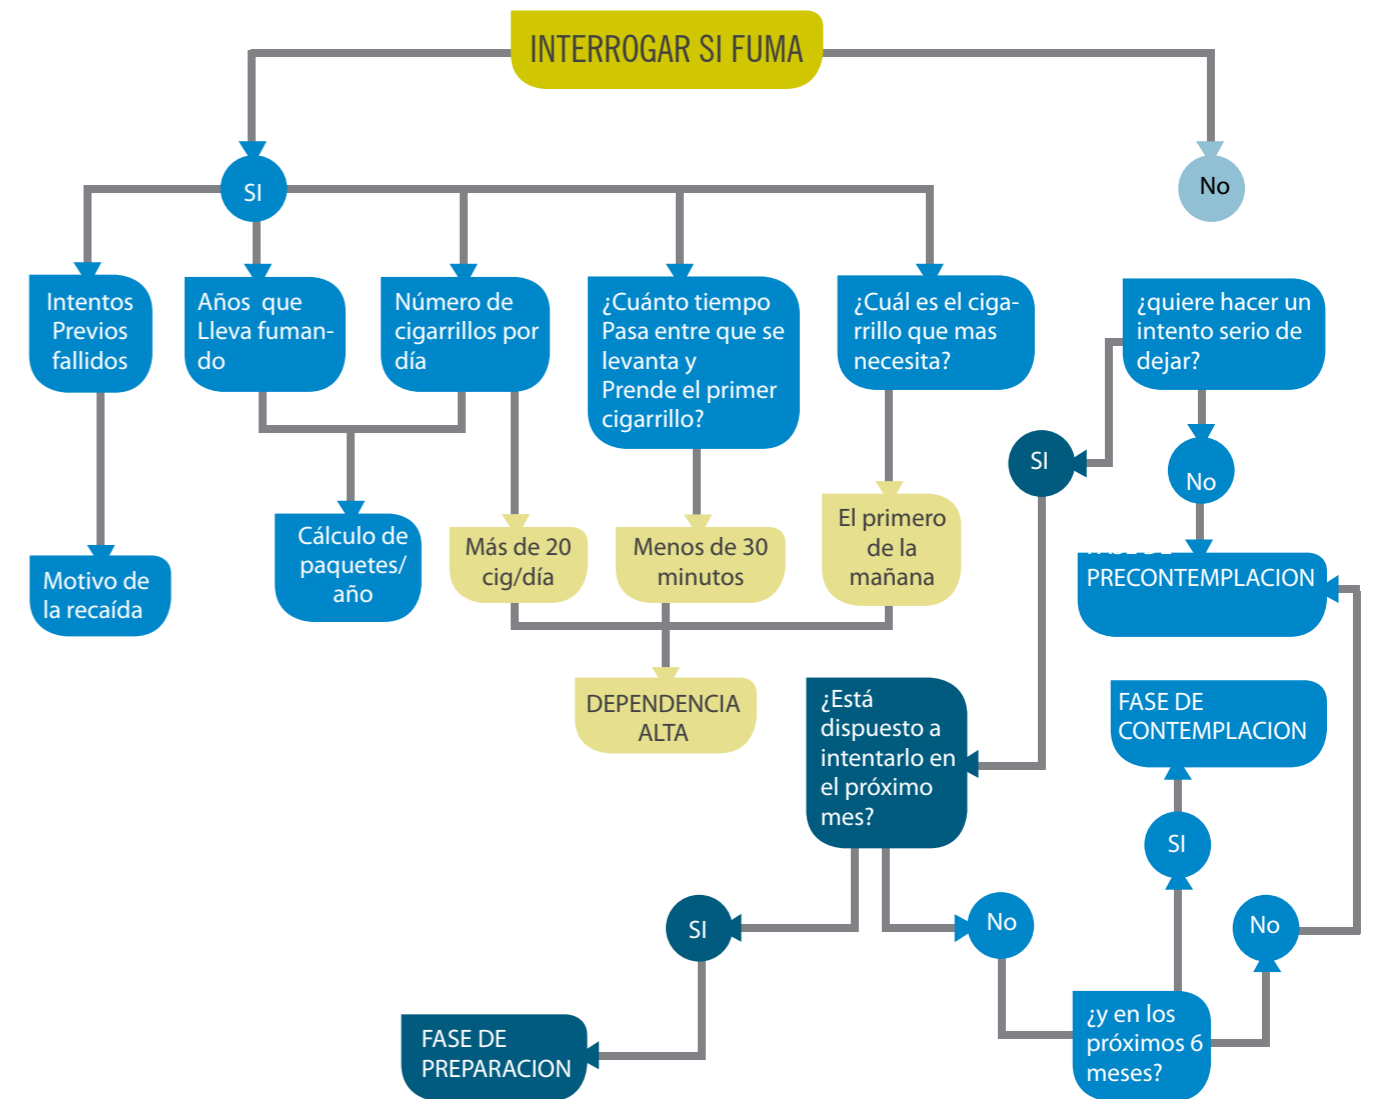 INTERROGAR SI FUMA
SI
No
Intentos
Previos
fallidos
Años que
Lleva fuman-
do
Número de
cigarrillos por
día
¿Cuánto tiempo
Pasa entre que se
levanta y
Prende el primer
cigarrillo?
¿Cuál es el ciga-
rrillo que mas
necesita?
¿quiere hacer un
intento serio de
dejar?
SI
No
Motivo de
la recaída
Cálculo de
paquetes/
año
Más de 20
cig/día
Menos de 30
minutos
El primero
de la
mañana
FASE DE
PRECONTEMPLACION
DEPENDENCIA
ALTA
¿Está
dispuesto a
intentarlo en
el próximo
mes?
FASE DE
CONTEMPLACION
SI
SI
No
No
FASE DE
PREPARACION
¿y en los
próximos 6
meses?